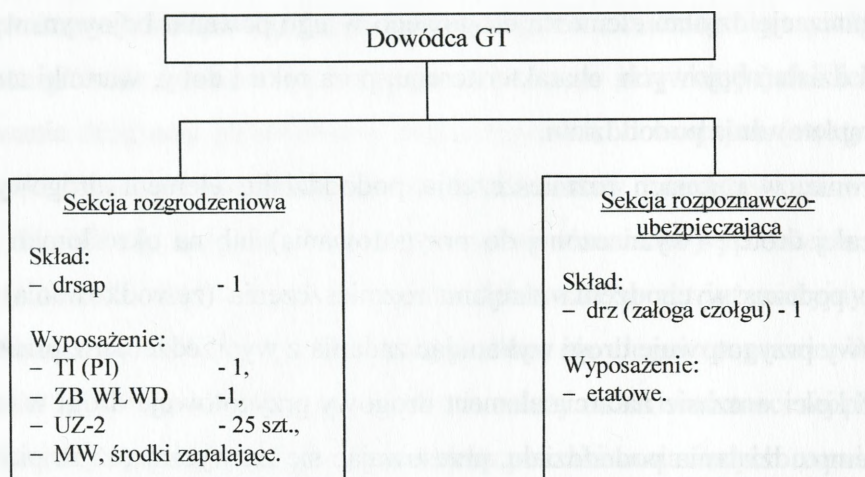 Dowódca GT
Sekcja rozgrodzeniowa
Skład:
– drsap - 1
Wyposażenie:
– TI (PI) - 1,
– ZB WŁWD -1,
– UZ-2 -25 szt.,
– MW, środki zapalające.
Sekcja rozpoznawczo-
ubezpieczająca
Skład:
– drz (załoga czołgu) - 1
Wyposażenie:
– etatowe.